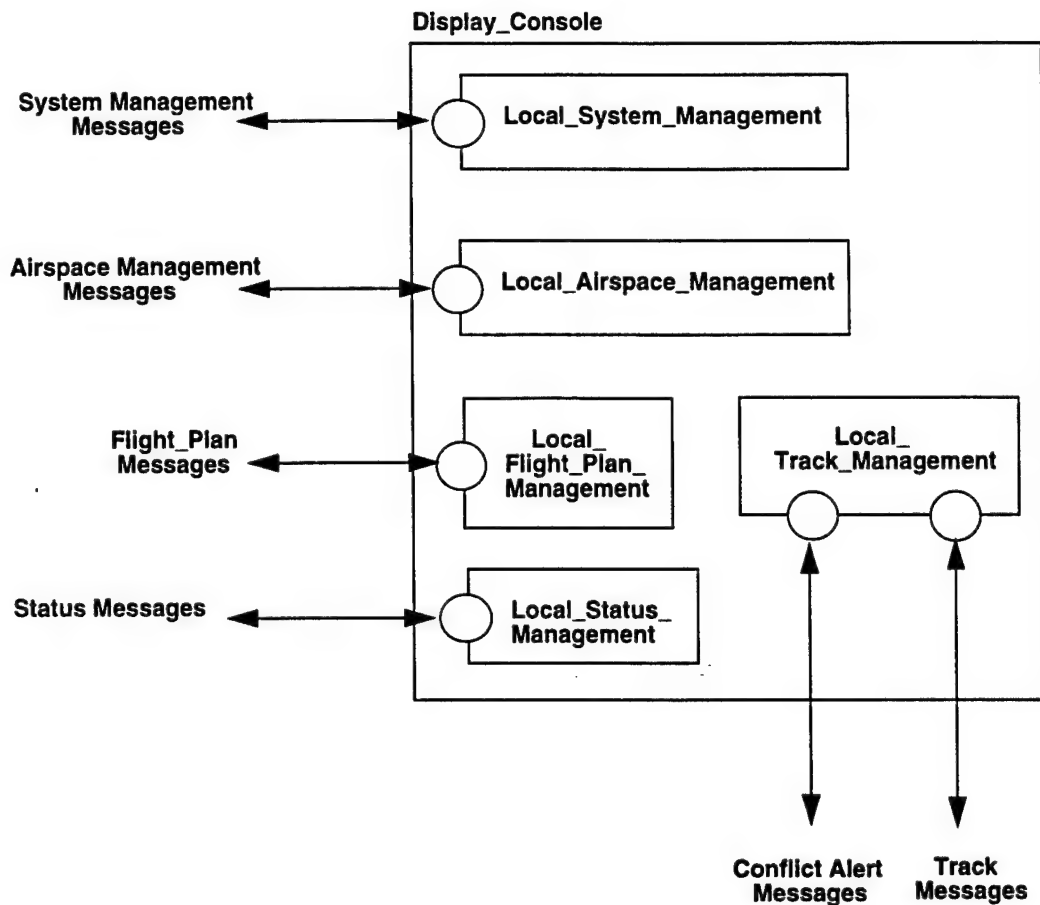 Display_Console
System Management
Messages
Local_System_Management
Airspace Management
Messages
Local_Airspace_Management
Flight_Plan
Messages
Local_
Flight_Plan_
Management
Local_
Track_Management
Status Messages
Local_Status_
Management
Conflict Alert
Messages
Track
Messages